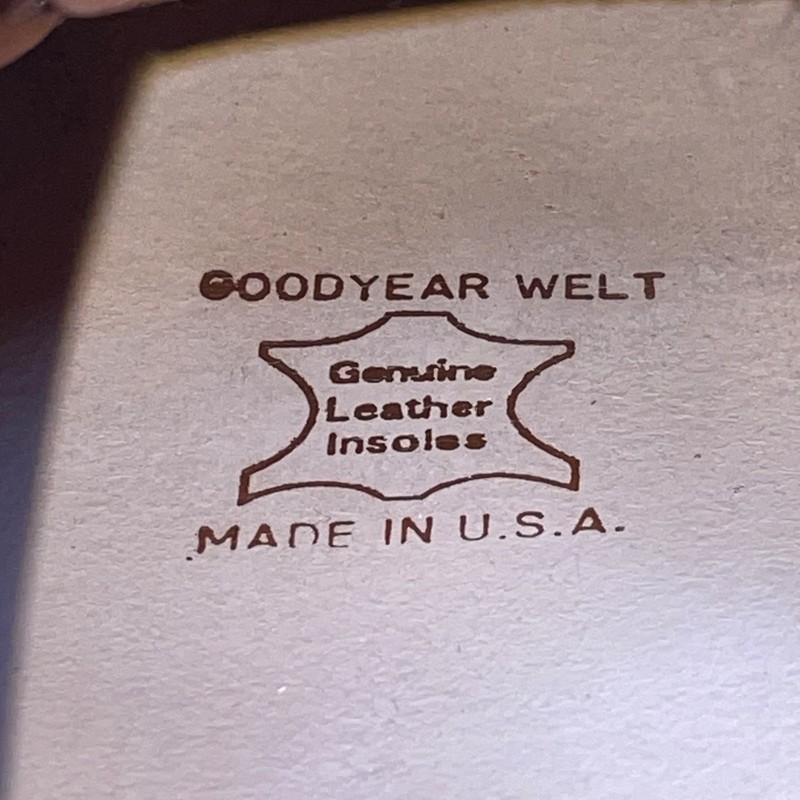 GOODYEAR WELT
Genuine
Leather
Insoles
MADE IN U.S.A.